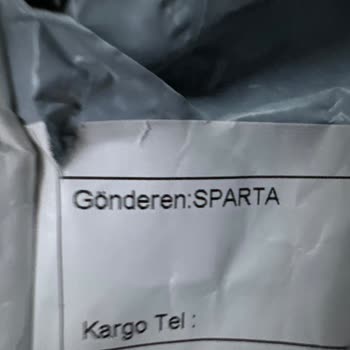 Gönderen:SPARTA
Kargo Tel :